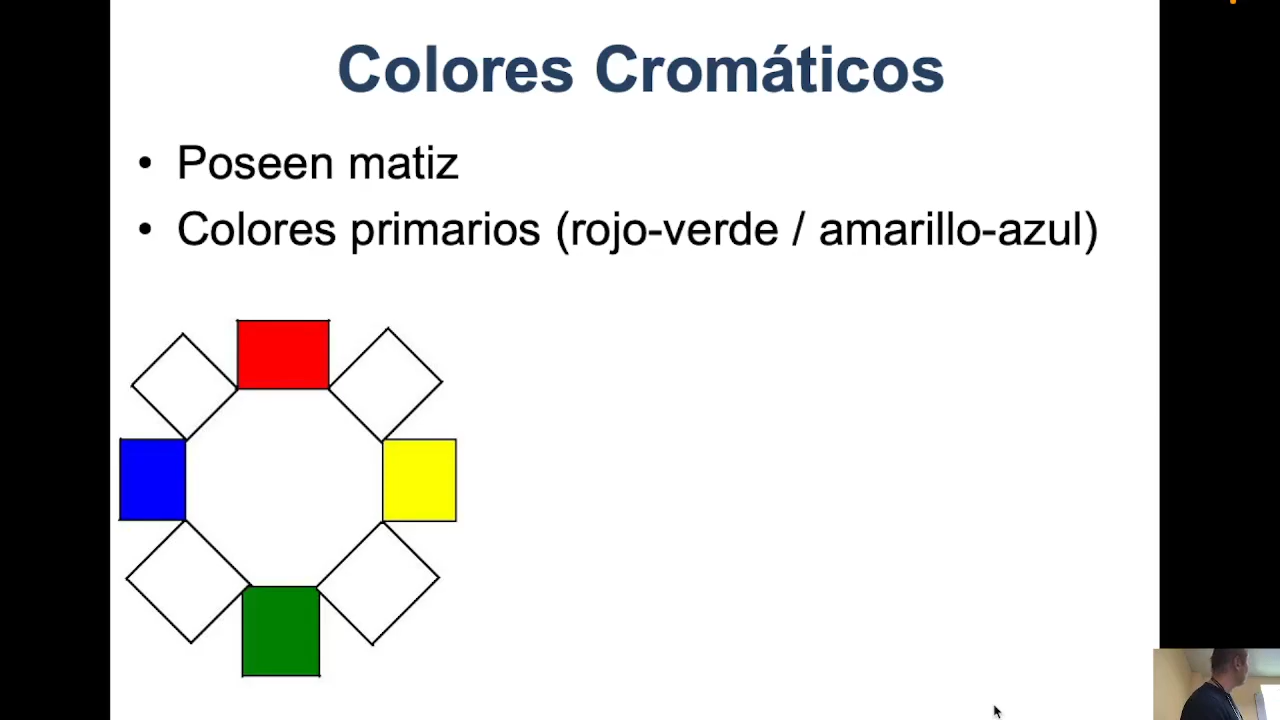 Colores Cromáticos
• Poseen matiz
• Colores primarios (rojo-verde / amarillo-azul)